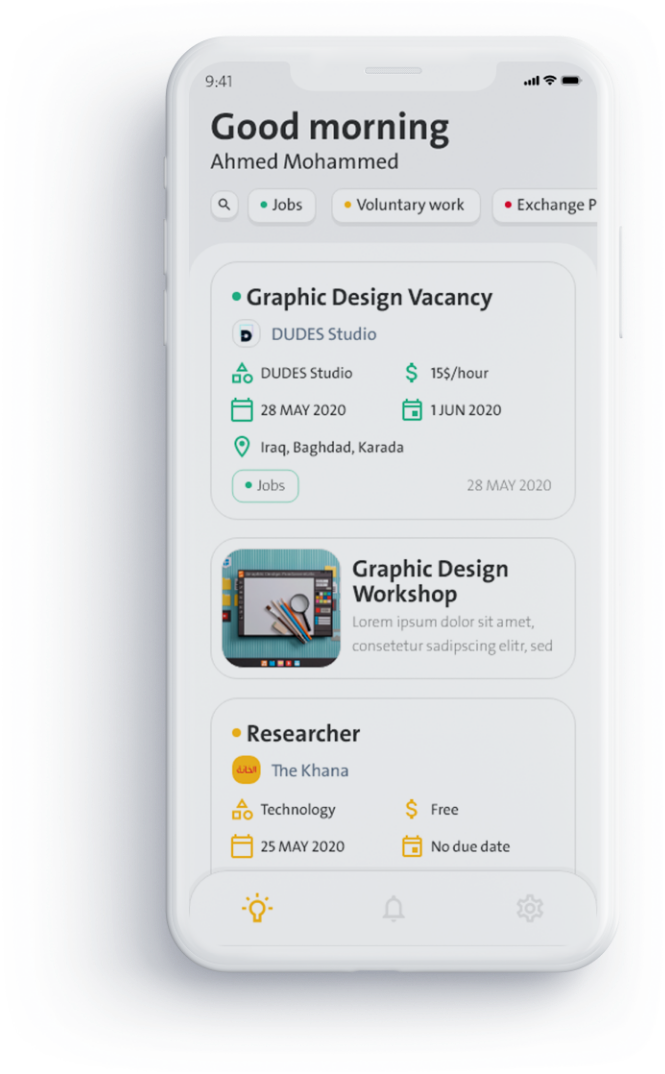 9:41
Good morning
Ahmed Mohammed
Jobs
Voluntary work
Exchange P
Graphic Design Vacancy
D
DUDES Studio
DUDES Studio
15$/hour
28 MAY 2020
1 JUN 2020
Iraq, Baghdad, Karada
Jobs
28 MAY 2020
Graphic Design
Workshop
Lorem ipsum dolor sit amet,
consetetur sadipscing elitr, sed
Researcher
الخانة
The Khana
Technology
Free
25 MAY 2020
No due date